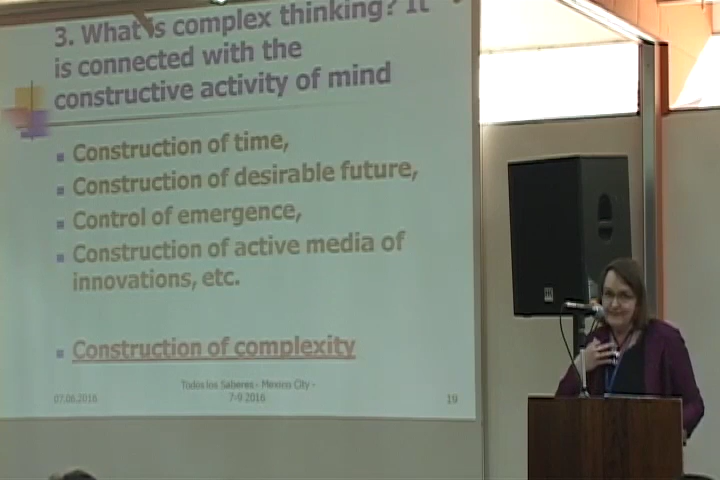 3. What is complex thinking? It
is connected with the
constructive activity of mind
Construction of time,
Construction of desirable future,
Control of emergence,
Construction of active media of
innovations, etc.
Construction of complexity
07.06.2016
Todos los Saberes - Mexico City -
7-9 2016
19